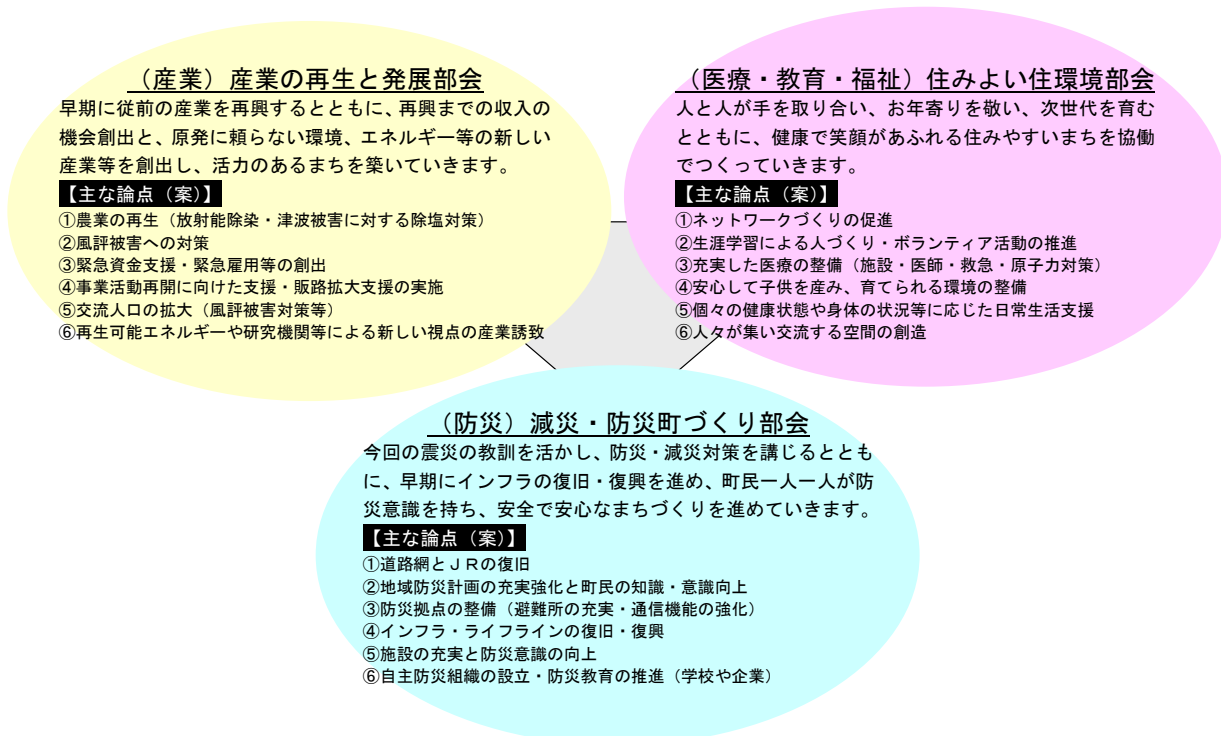 （産業）産業の再生と発展部会
早期に従前の産業を再興するとともに、再興までの収入の
機会創出と、原発に頼らない環境、エネルギー等の新しい
産業等を創出し、活力のあるまちを築いていきます。
【主な論点（案）】
①農業の再生（放射能除染・津波被害に対する除塩対策）
②風評被害への対策
③緊急資金支援・緊急雇用等の創出
④事業活動再開に向けた支援・販路拡大支援の実施
⑤交流人口の拡大（風評被害対策等）
⑥再生可能エネルギーや研究機関等による新しい視点の産業誘致
（医療・教育・福祉）住みよい住環境部会
人と人が手を取り合い、お年寄りを敬い、次世代を育む
とともに、健康で笑顔があふれる住みやすいまちを協働
でつくっていきます。
【主な論点（案）】
①ネットワークづくりの促進
②生涯学習による人づくり・ボランティア活動の推進
③充実した医療の整備（施設・医師・救急・原子力対策）
④安心して子供を産み、育てられる環境の整備
⑤個々の健康状態や身体の状況等に応じた日常生活支援
⑥人々が集い交流する空間の創造
（防災）減災・防災町づくり部会
今回の震災の教訓を活かし、防災・減災対策を講じるととも
に、早期にインフラの復旧・復興を進め、町民一人一人が防
災意識を持ち、安全で安心なまちづくりを進めていきます。
【主な論点（案）】
①道路網とＪＲの復旧
②地域防災計画の充実強化と町民の知識・意識向上
③防災拠点の整備（避難所の充実・通信機能の強化）
④インフラ・ライフラインの復旧・復興
⑤施設の充実と防災意識の向上
⑥自主防災組織の設立・防災教育の推進（学校や企業）